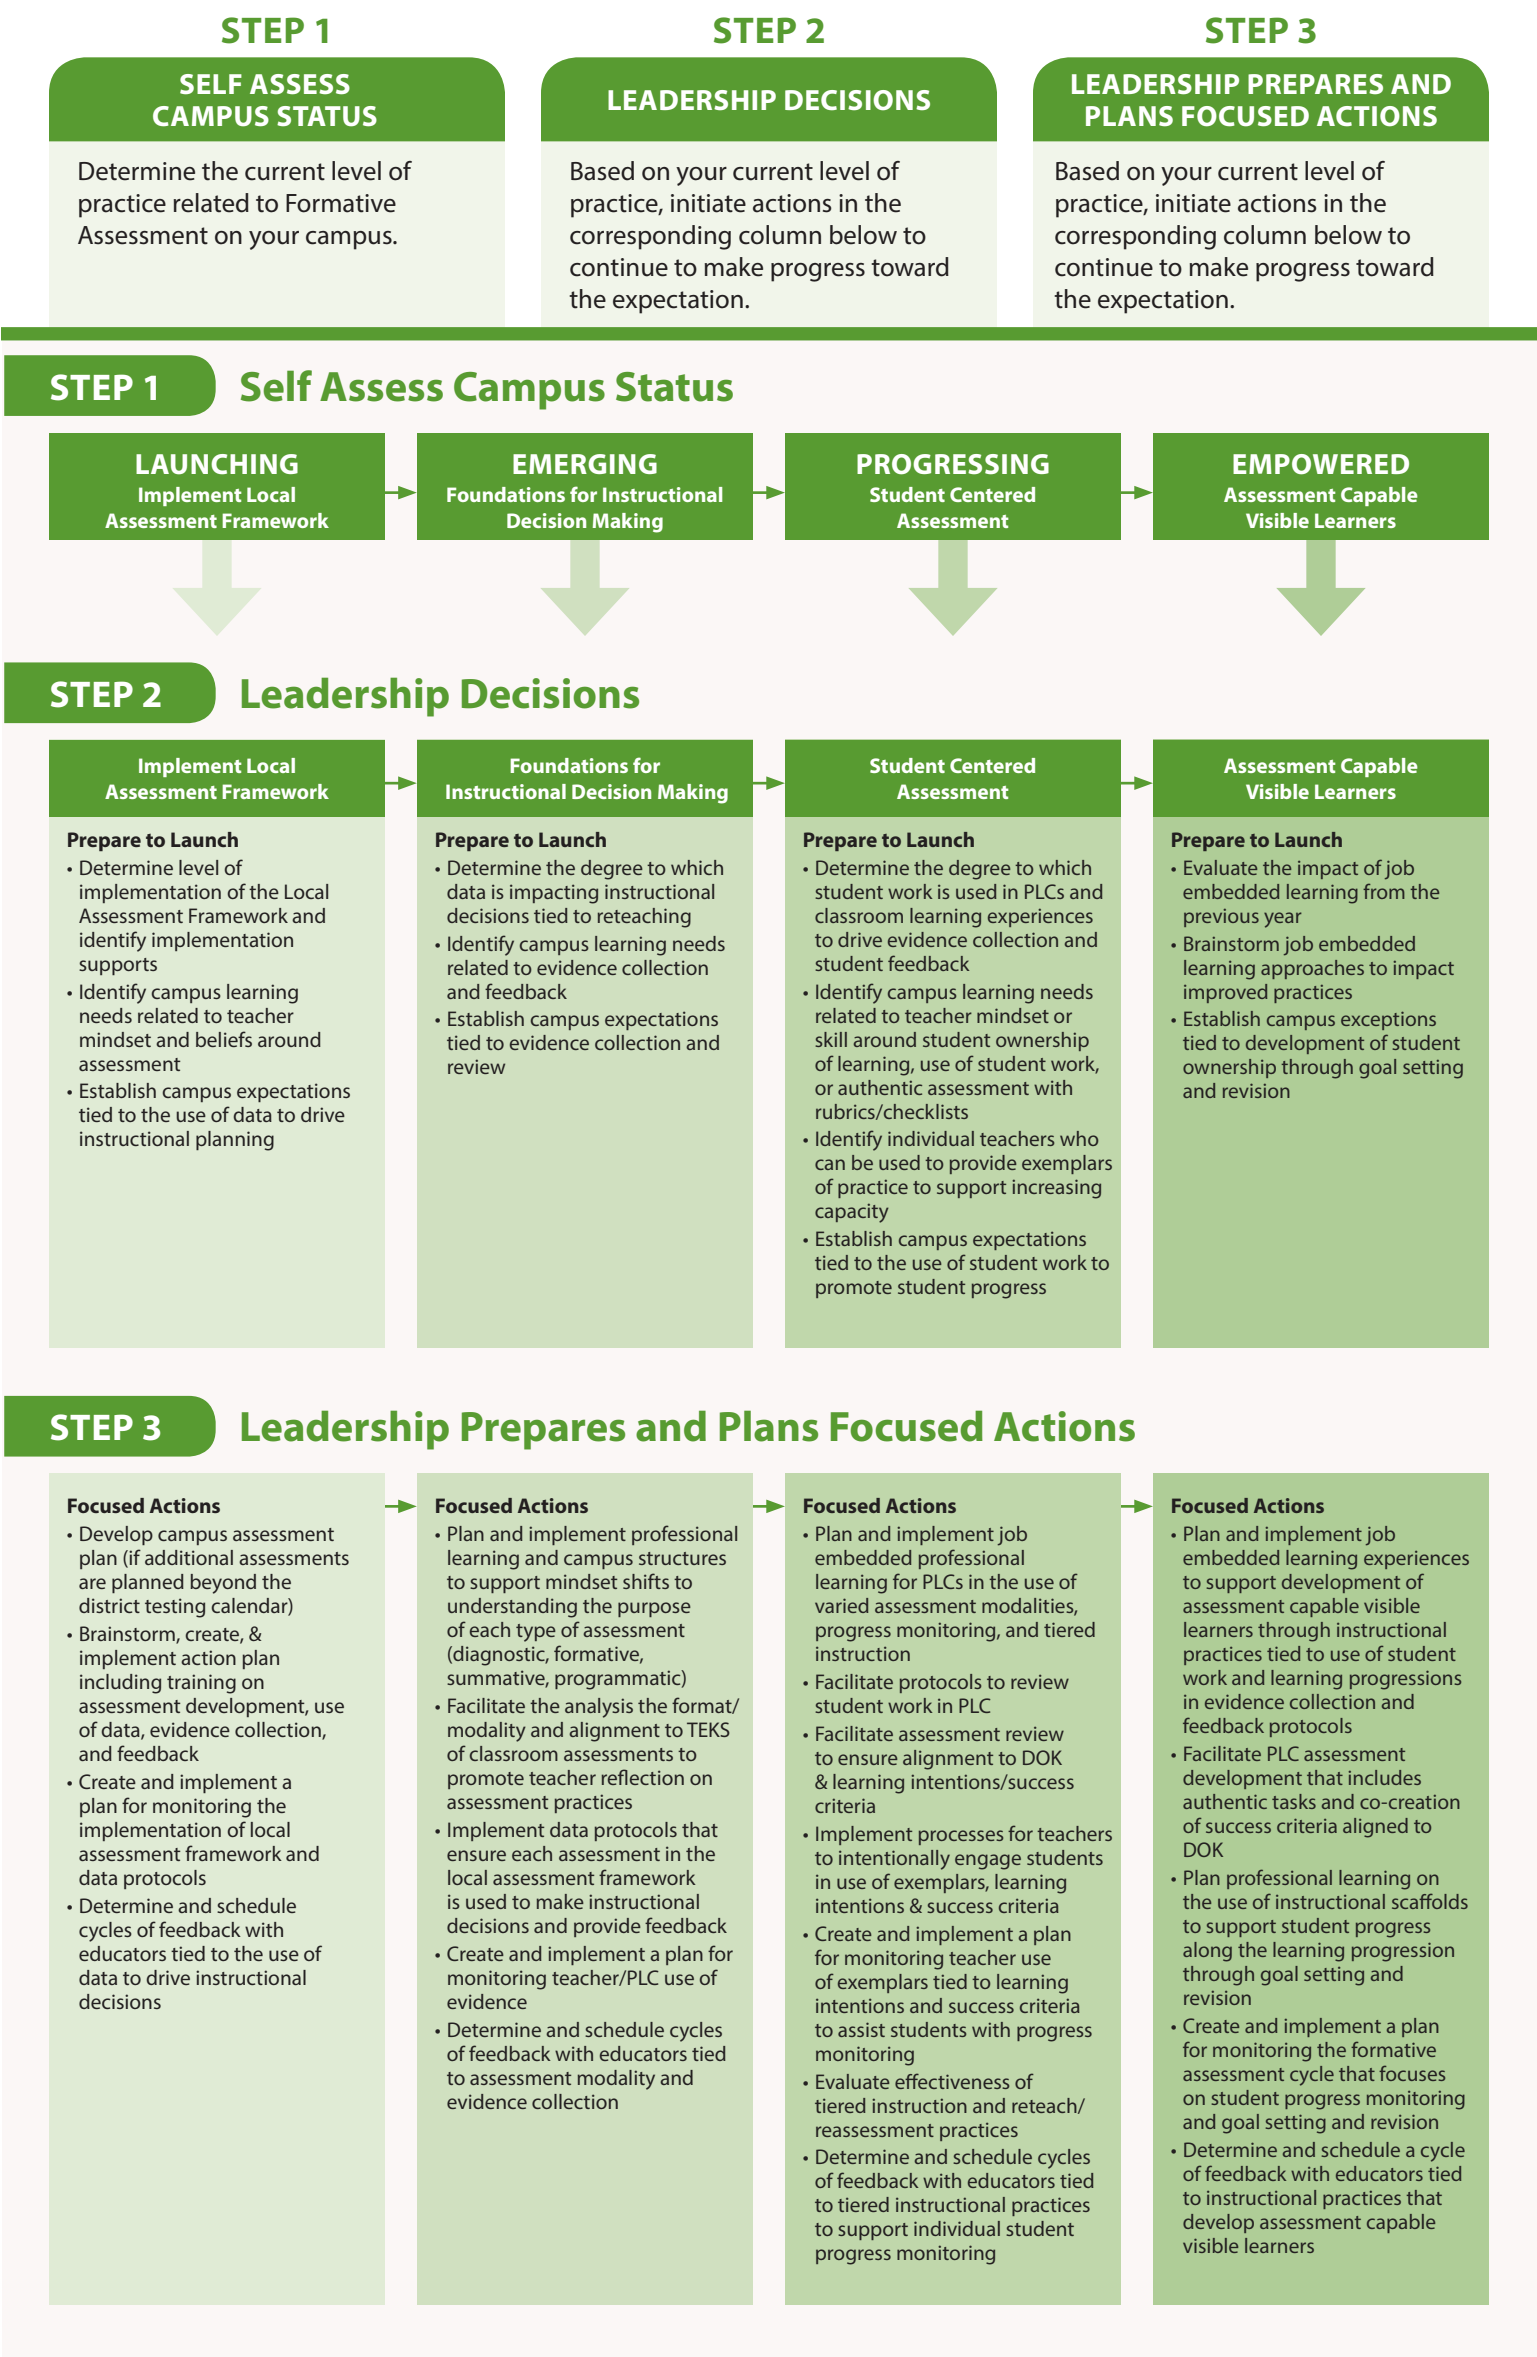 STEP 1
SELF ASSESS
CAMPUS STATUS
Determine the current level of
practice related to Formative
Assessment on your campus.
STEP 2
LEADERSHIP DECISIONS
Based on your current level of
practice, initiate actions in the
corresponding column below to
continue to make progress toward
the expectation.
STEP 3
LEADERSHIP PREPARES AND
PLANS FOCUSED ACTIONS
Based on your current level of
practice, initiate actions in the
corresponding column below to
continue to make progress toward
the expectation.
STEP 1
Self Assess Campus Status
LAUNCHING
Implement Local
Assessment Framework
EMERGING
Foundations for Instructional
Decision Making
PROGRESSING
Student Centered
Assessment
EMPOWERED
Assessment Capable
Visible Learners
STEP 2
Leadership Decisions
Implement Local
Assessment Framework
Prepare to Launch
• Determine level of
implementation of the Local
Assessment Framework and
identify implementation
supports
• Identify campus learning
needs related to teacher
mindset and beliefs around
assessment
• Establish campus expectations
tied to the use of data to drive
instructional planning
Foundations for
Instructional Decision Making
Prepare to Launch
• Determine the degree to which
data is impacting instructional
decisions tied to reteaching
• Identify campus learning needs
related to evidence collection
and feedback
• Establish campus expectations
tied to evidence collection and
review
Student Centered
Assessment
Prepare to Launch
• Determine the degree to which
student work is used in PLCs and
classroom learning experiences
to drive evidence collection and
student feedback
• Identify campus learning needs
related to teacher mindset or
skill around student ownership
of learning, use of student work,
or authentic assessment with
rubrics/checklists
• Identify individual teachers who
can be used to provide exemplars
of practice to support increasing
capacity
• Establish campus expectations
tied to the use of student work to
promote student progress
Assessment Capable
Visible Learners
Prepare to Launch
• Evaluate the impact of job
embedded learning from the
previous year
• Brainstorm job embedded
learning approaches to impact
improved practices
• Establish campus exceptions
tied to development of student
ownership through goal setting
and revision
STEP 3
Leadership Prepares and Plans Focused Actions
Focused Actions
• Develop campus assessment
plan (if additional assessments
are planned beyond the
district testing calendar)
• Brainstorm, create, &
implement action plan
including training on
assessment development, use
of data, evidence collection,
and feedback
• Create and implement a
plan for monitoring the
implementation of local
assessment framework and
data protocols
• Determine and schedule
cycles of feedback with
educators tied to the use of
data to drive instructional
decisions
Focused Actions
• Plan and implement professional
learning and campus structures
to support mindset shifts to
understanding the purpose
of each type of assessment
(diagnostic, formative,
summative, programmatic)
• Facilitate the analysis the format/
modality and alignment to TEKS
of classroom assessments to
promote teacher reflection on
assessment practices
• Implement data protocols that
ensure each assessment in the
local assessment framework
is used to make instructional
decisions and provide feedback
• Create and implement a plan for
monitoring teacher/PLC use of
evidence
• Determine and schedule cycles
of feedback with educators tied
to assessment modality and
evidence collection
Focused Actions
• Plan and implement job
embedded professional
learning for PLCs in the use of
varied assessment modalities,
progress monitoring, and tiered
instruction
• Facilitate protocols to review
student work in PLC
• Facilitate assessment review
to ensure alignment to DOK
& learning intentions/success
criteria
• Implement processes for teachers
to intentionally engage students
in use of exemplars, learning
intentions & success criteria
• Create and implement a plan
for monitoring teacher use
of exemplars tied to learning
intentions and success criteria
to assist students with progress
monitoring
• Evaluate effectiveness of
tiered instruction and reteach/
reassessment practices
• Determine and schedule cycles
of feedback with educators tied
to tiered instructional practices
to support individual student
progress monitoring
Focused Actions
• Plan and implement job
embedded learning experiences
to support development of
assessment capable visible
learners through instructional
practices tied to use of student
work and learning progressions
in evidence collection and
feedback protocols
• Facilitate PLC assessment
development that includes
authentic tasks and co-creation
of success criteria aligned to
DOK
• Plan professional learning on
the use of instructional scaffolds
to support student progress
along the learning progression
through goal setting and
revision
• Create and implement a plan
for monitoring the formative
assessment cycle that focuses
on student progress monitoring
and goal setting and revision
• Determine and schedule a cycle
of feedback with educators tied
to instructional practices that
develop assessment capable
visible learners